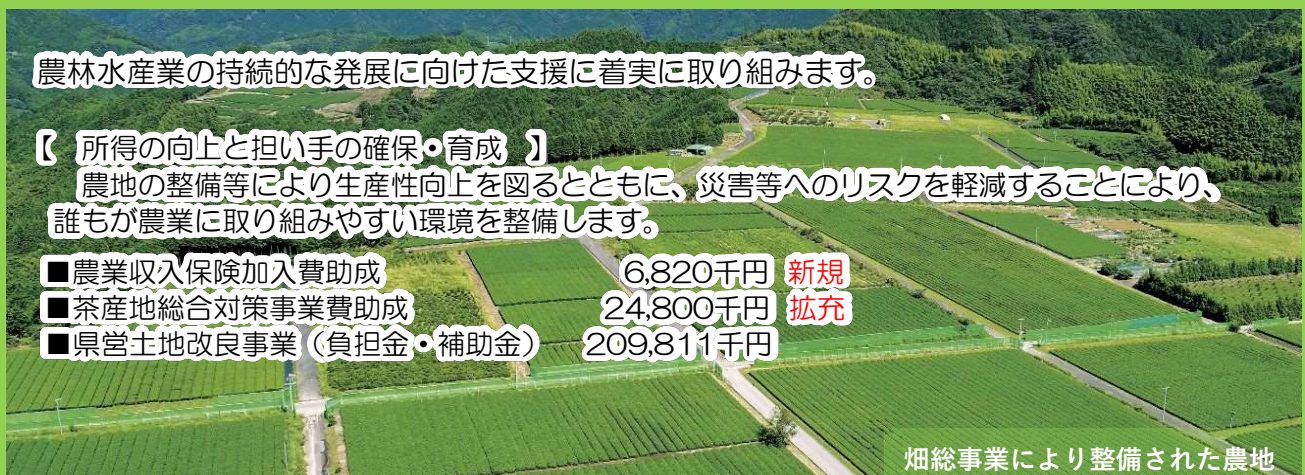 農林水産業の持続的な発展に向けた支援に着実に取り組みます。
【 所得の向上と担い手の確保・育成 】
農地の整備等により生産性向上を図るとともに、災害等へのリスクを軽減することにより、
誰もが農業に取り組みやすい環境を整備します。
■農業収入保険加入費助成 6,820千円 新規
■茶産地総合対策事業費助成 24,800千円 拡充
■県営土地改良事業（負担金・補助金） 209,811千円
畑総事業により整備された農地